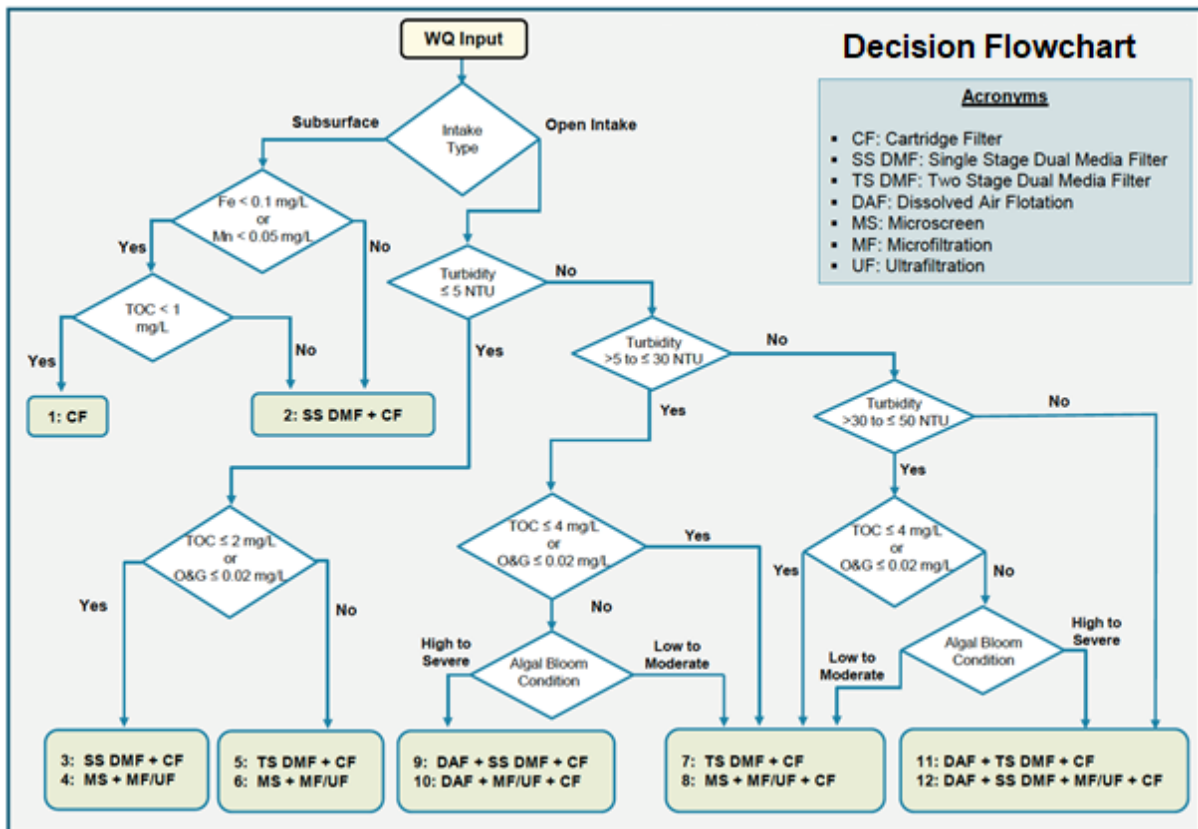 WQ Input
Decision Flowchart
Acronyms
▪ CF: Cartridge Filter
▪ SS DMF: Single Stage Dual Media Filter
▪ TS DMF: Two Stage Dual Media Filter
▪ DAF: Dissolved Air Flotation
▪ MS: Microscreen
▪ MF: Microfiltration
▪ UF: Ultrafiltration
Subsurface
Intake
Type
Open Intake
Fe < 0.1 mg/L
or
Mn < 0.05 mg/L
Yes
No
TOC < 1
mg/L
Yes
No
1: CF
2: SS DMF + CF
Turbidity
≤ 5 NTU
No
Yes
Turbidity
>5 to ≤ 30 NTU
No
Yes
Turbidity
>30 to ≤ 50 NTU
No
Yes
TOC ≤ 2 mg/L
or
O&G ≤ 0.02 mg/L
Yes
No
TOC ≤ 4 mg/L
or
O&G ≤ 0.02 mg/L
Yes
No
TOC ≤ 4 mg/L
or
O&G ≤ 0.02 mg/L
Yes
No
High to
Severe
Algal Bloom
Condition
Low to
Moderate
Low to
Moderate
Algal Bloom
Condition
High to
Severe
3: SS DMF + CF
4: MS + MF/UF
5: TS DMF + CF
6: MS + MF/UF
9: DAF + SS DMF + CF
10: DAF + MF/UF + CF
7: TS DMF + CF
8: MS + MF/UF + CF
11: DAF + TS DMF + CF
12: DAF + SS DMF + MF/UF + CF